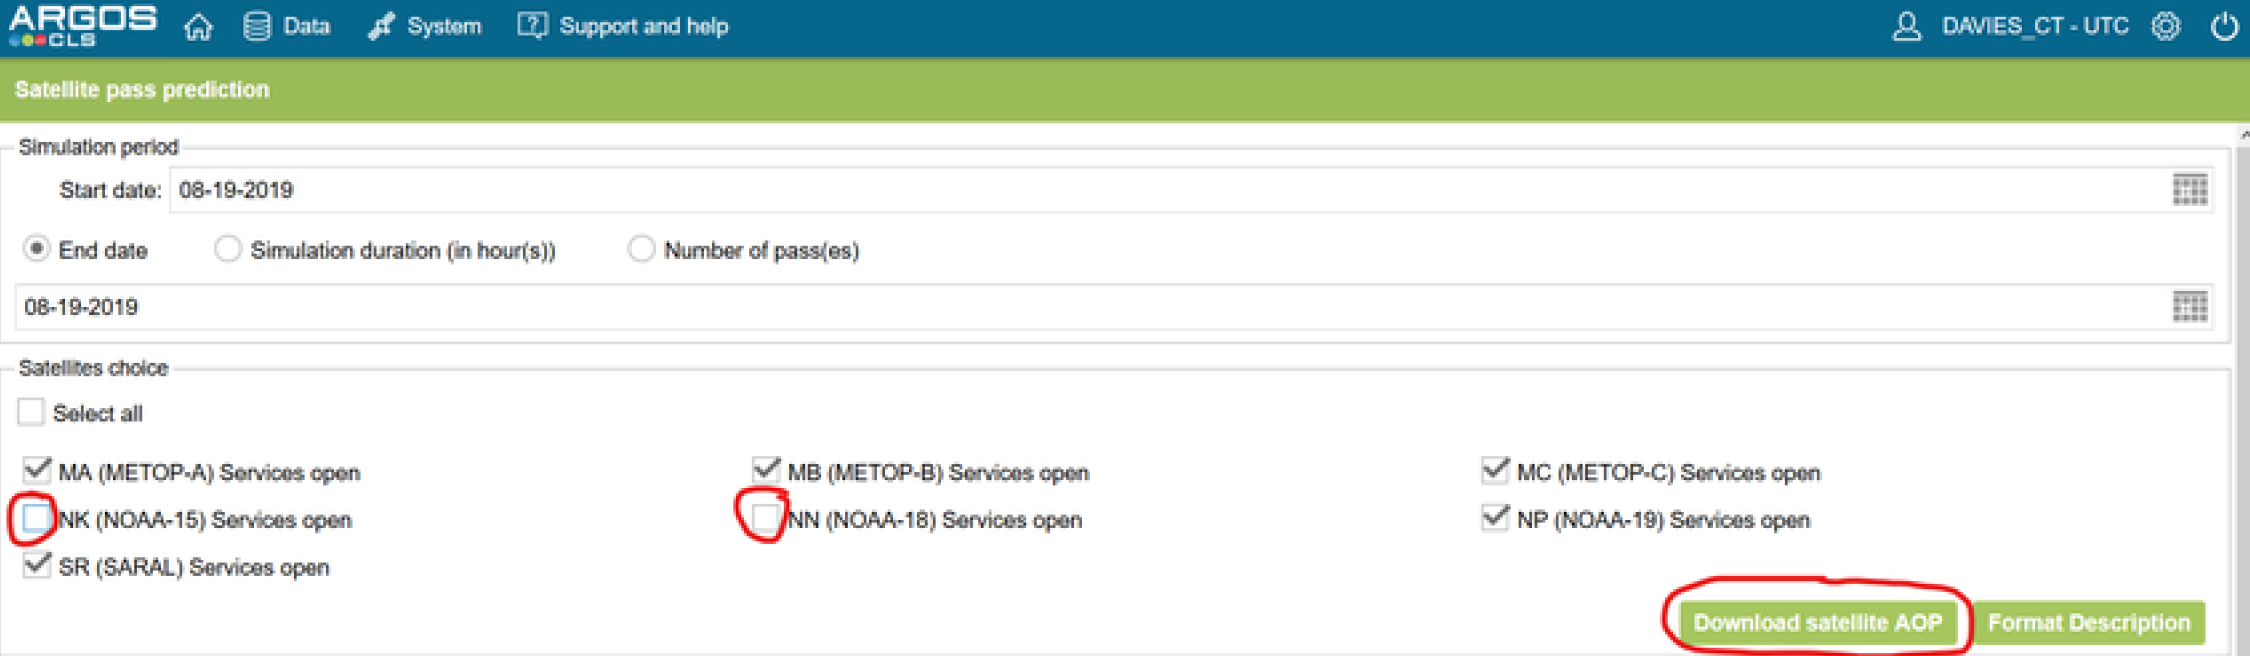 ARGOS
CLS
Data
System
? Support and help
DAVIES_CT - UTC
Satellite pass prediction
Simulation period
Start date: 08-19-2019
End date
Simulation duration (in hour(s))
Number of pass(es)
08-19-2019
Satellites choice
Select all
MA (METOP-A) Services open
MB (METOP-B) Services open
MC (METOP-C) Services open
NK (NOAA-15) Services open
NN (NOAA-18) Services open
NP (NOAA-19) Services open
SR (SARAL) Services open
Download satellite AOP
Format Description